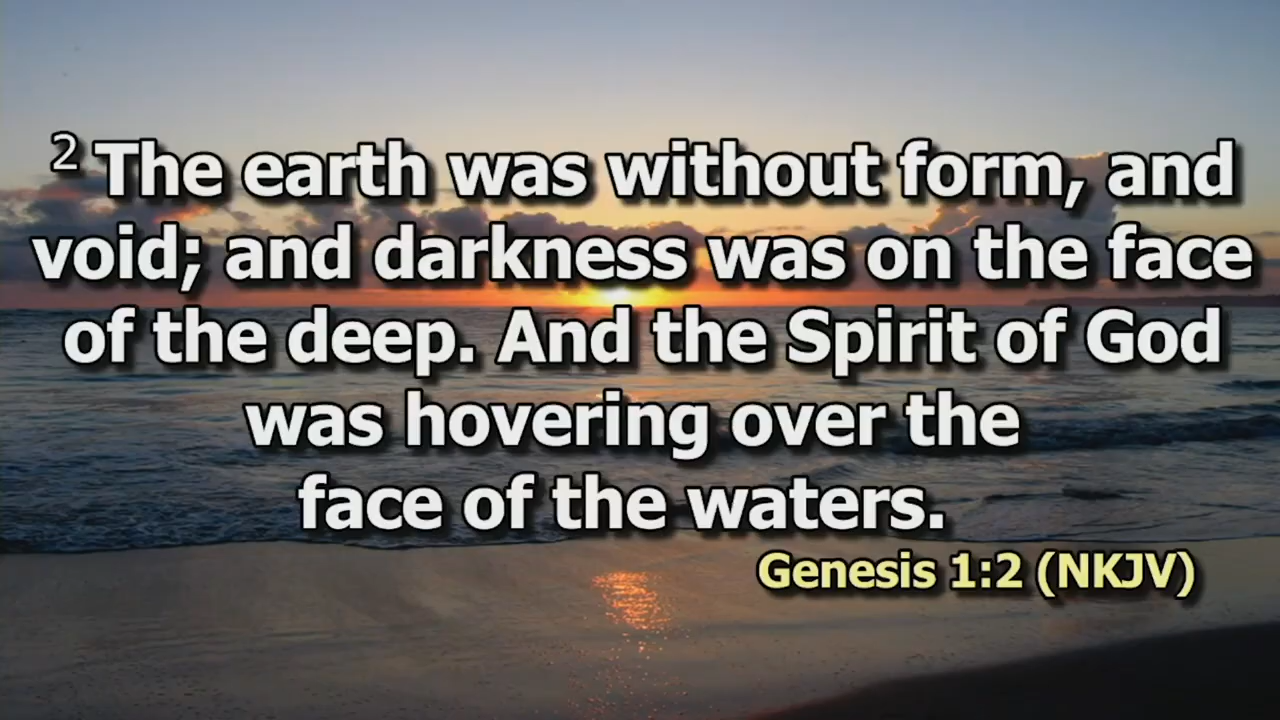 2 The earth was without form, and
void; and darkness was on the face
of the deep. And the Spirit of God
was hovering over the
face of the waters.
Genesis 1:2 (NKJV)